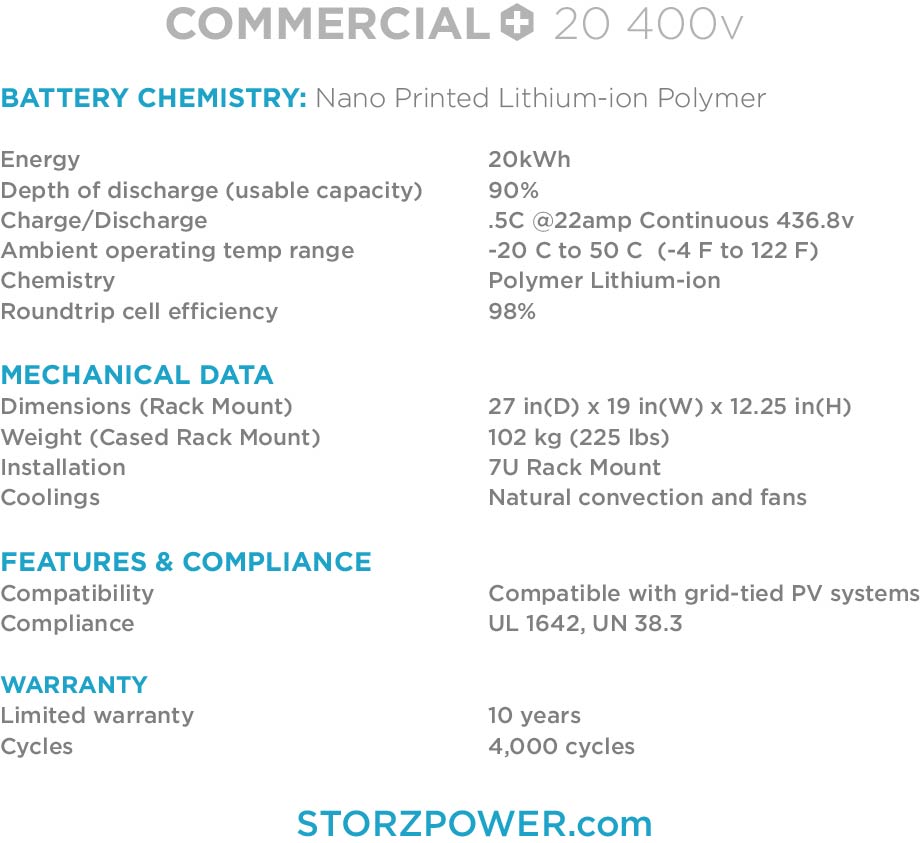 COMMERCIAL+ 20 400v
BATTERY CHEMISTRY: Nano Printed Lithium-ion Polymer
Energy 20kWh
Depth of discharge (usable capacity) 90%
Charge/Discharge .5C @22amp Continuous 436.8v
Ambient operating temp range -20 C to 50 C (-4 F to 122 F)
Chemistry Polymer Lithium-ion
Roundtrip cell efficiency 98%
MECHANICAL DATA
Dimensions (Rack Mount) 27 in(D) x 19 in(W) x 12.25 in(H)
Weight (Cased Rack Mount) 102 kg (225 lbs)
Installation 7U Rack Mount
Coolings Natural convection and fans
FEATURES & COMPLIANCE
Compatibility Compatible with grid-tied PV systems
Compliance UL 1642, UN 38.3
WARRANTY
Limited warranty 10 years
Cycles 4,000 cycles
STORZPOWER.com